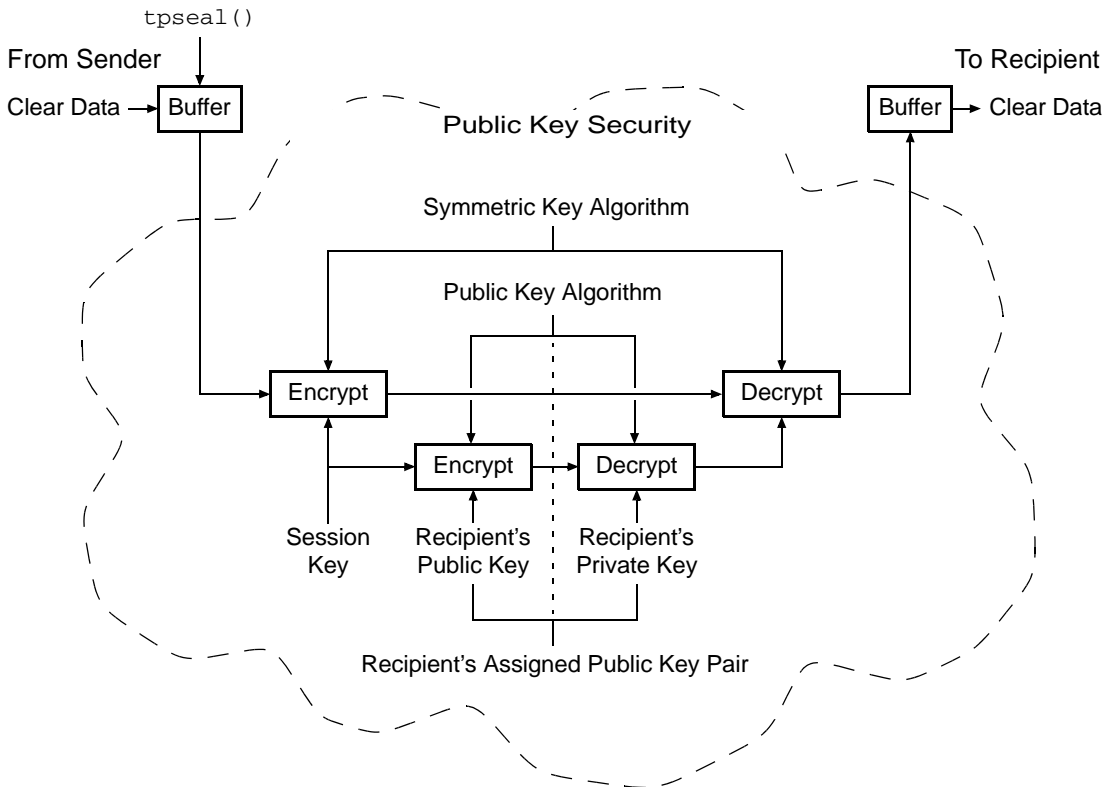 tpseal()
From Sender
To Recipient
Clear Data
Buffer
Buffer
Clear Data
Public Key Security
Symmetric Key Algorithm
Public Key Algorithm
Encrypt
Decrypt
Encrypt
Decrypt
Session
Key
Recipient’s
Public Key
Recipient’s
Private Key
Recipient’s Assigned Public Key Pair